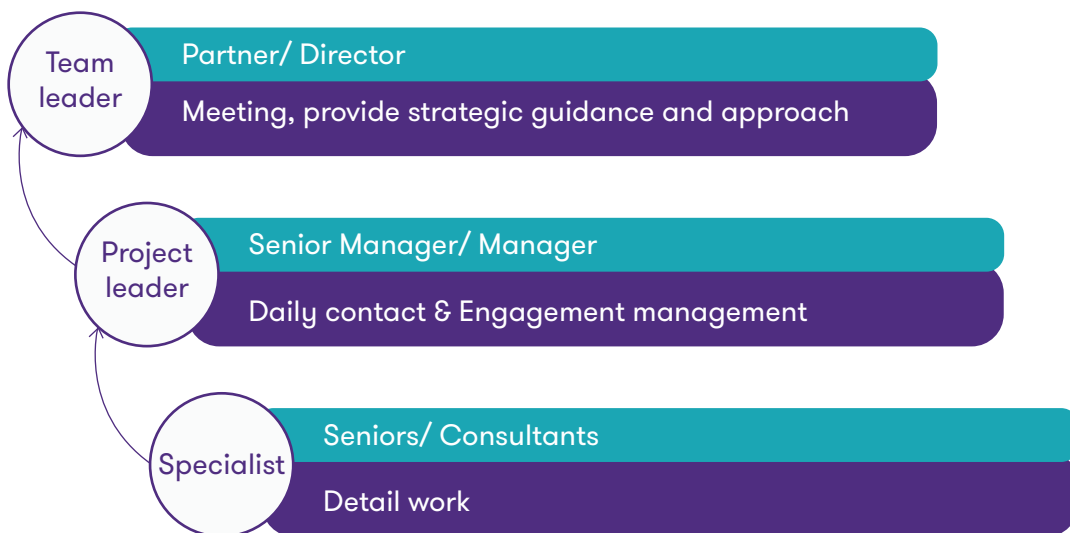 Team
leader
Partner/ Director
Meeting, provide strategic guidance and approach
Project
leader
Senior Manager/ Manager
Daily contact & Engagement management
Specialist
Seniors/ Consultants
Detail work